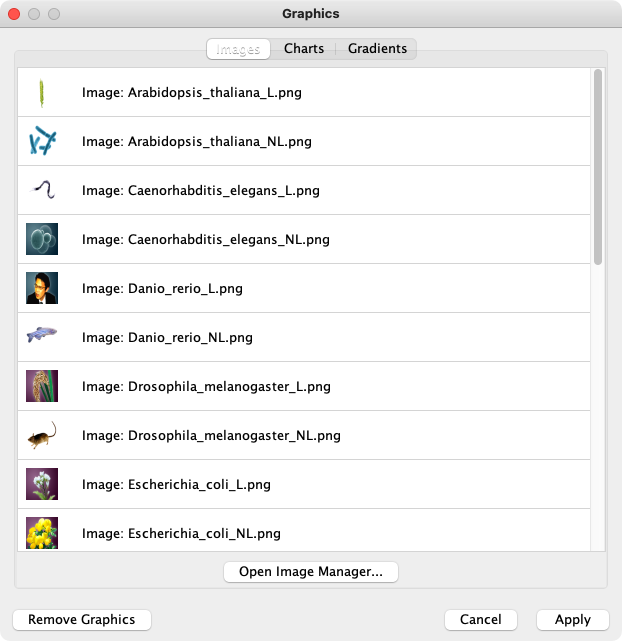 Graphics
Images Charts Gradients
Image: Arabidopsis_thaliana_L.png
Image: Arabidopsis_thaliana_NL.png
Image: Caenorhabditis_elegans_L.png
Image: Caenorhabditis_elegans_NL.png
Image: Danio_rerio_L.png
Image: Danio_rerio_NL.png
Image: Drosophila_melanogaster_L.png
Image: Drosophila_melanogaster_NL.png
Image: Escherichia_coli_L.png
Image: Escherichia_coli_NL.png
Open Image Manager...
Remove Graphics Cancel Apply